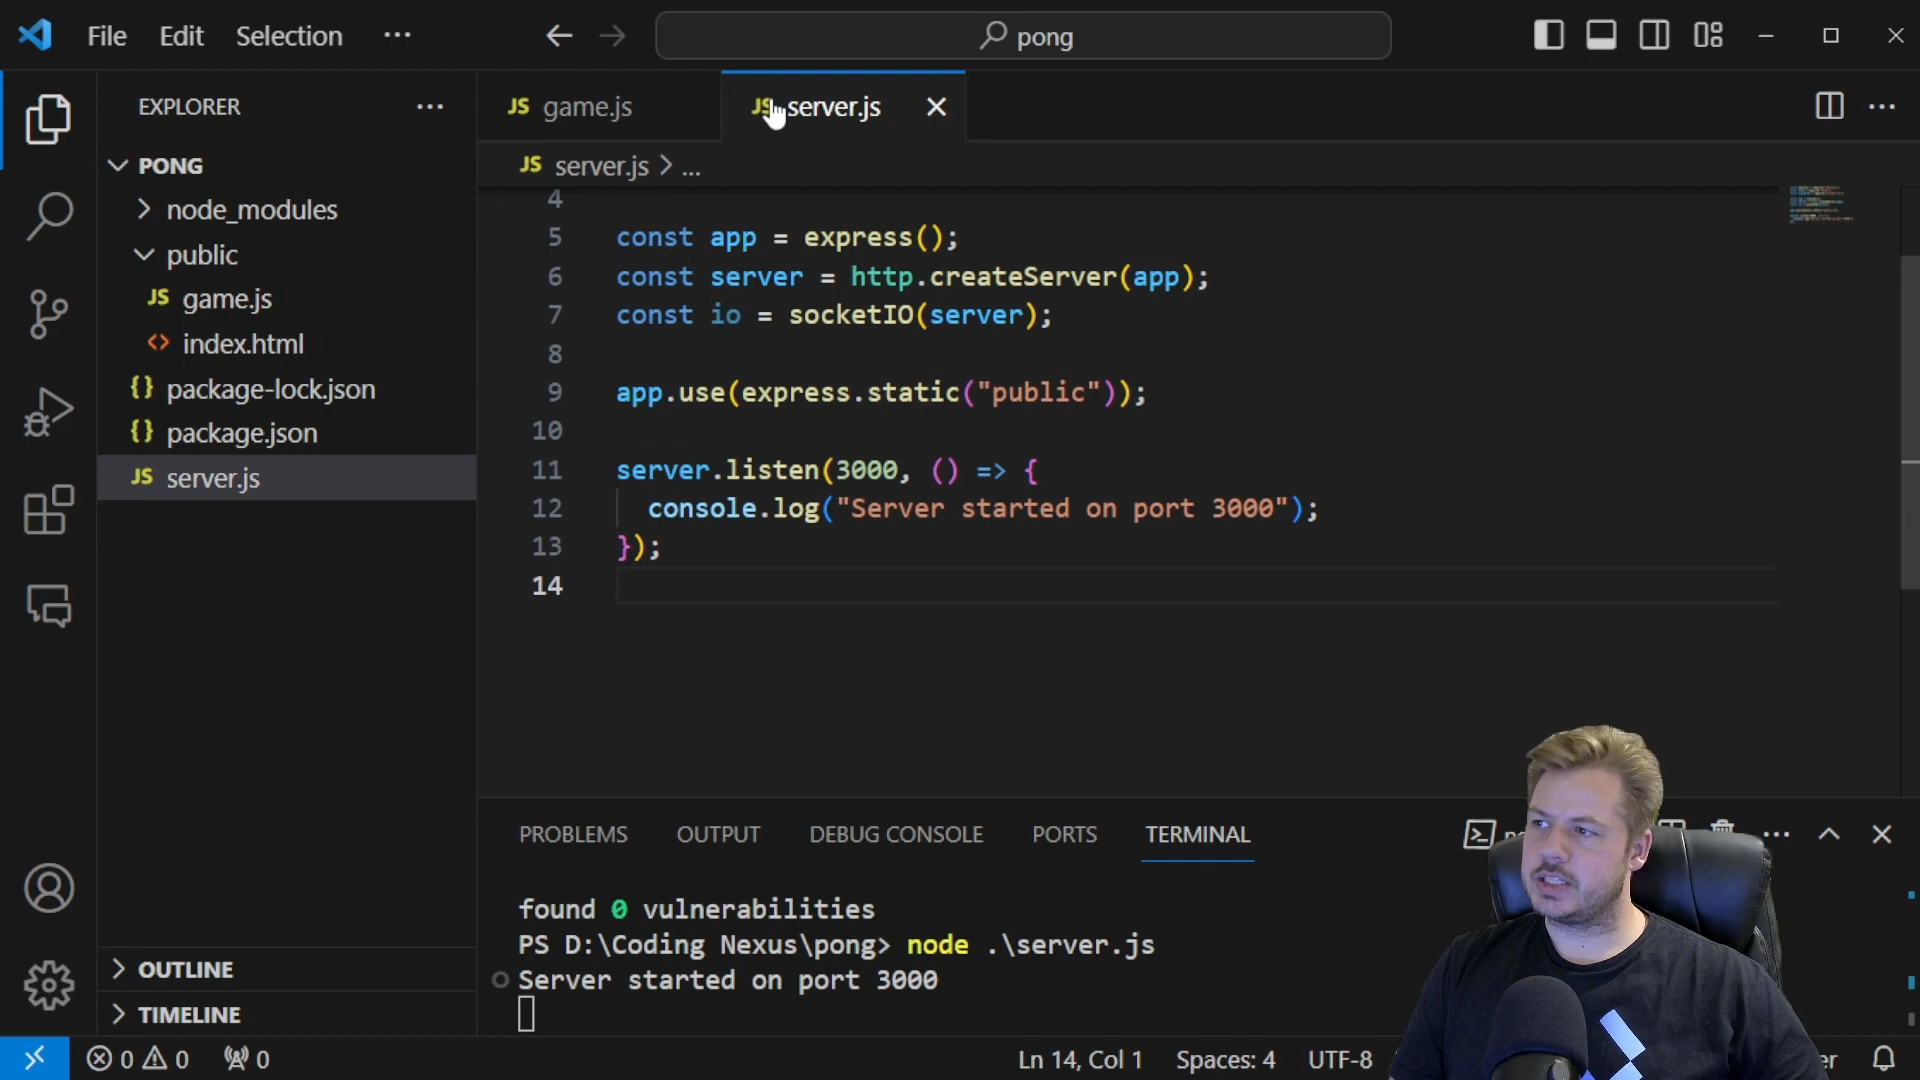 File Edit Selection ··· pong
EXPLORER ···
JS game.js
JS server.js
JS server.js > ...
PONG
node_modules
public
JS game.js
<> index.html
{} package-lock.json
{} package.json
JS server.js
OUTLINE
TIMELINE
4
5 const app = express();
6 const server = http.createServer(app);
7 const io = socketIO(server);
8
9 app.use(express.static("public"));
10
11 server.listen(3000, () => {
12 console.log("Server started on port 3000");
13 });
14
PROBLEMS OUTPUT DEBUG CONSOLE PORTS TERMINAL
found 0 vulnerabilities
PS D:\Coding Nexus\pong> node .\server.js
Server started on port 3000
0 0 0 Ln 14, Col 1 Spaces: 4 UTF-8